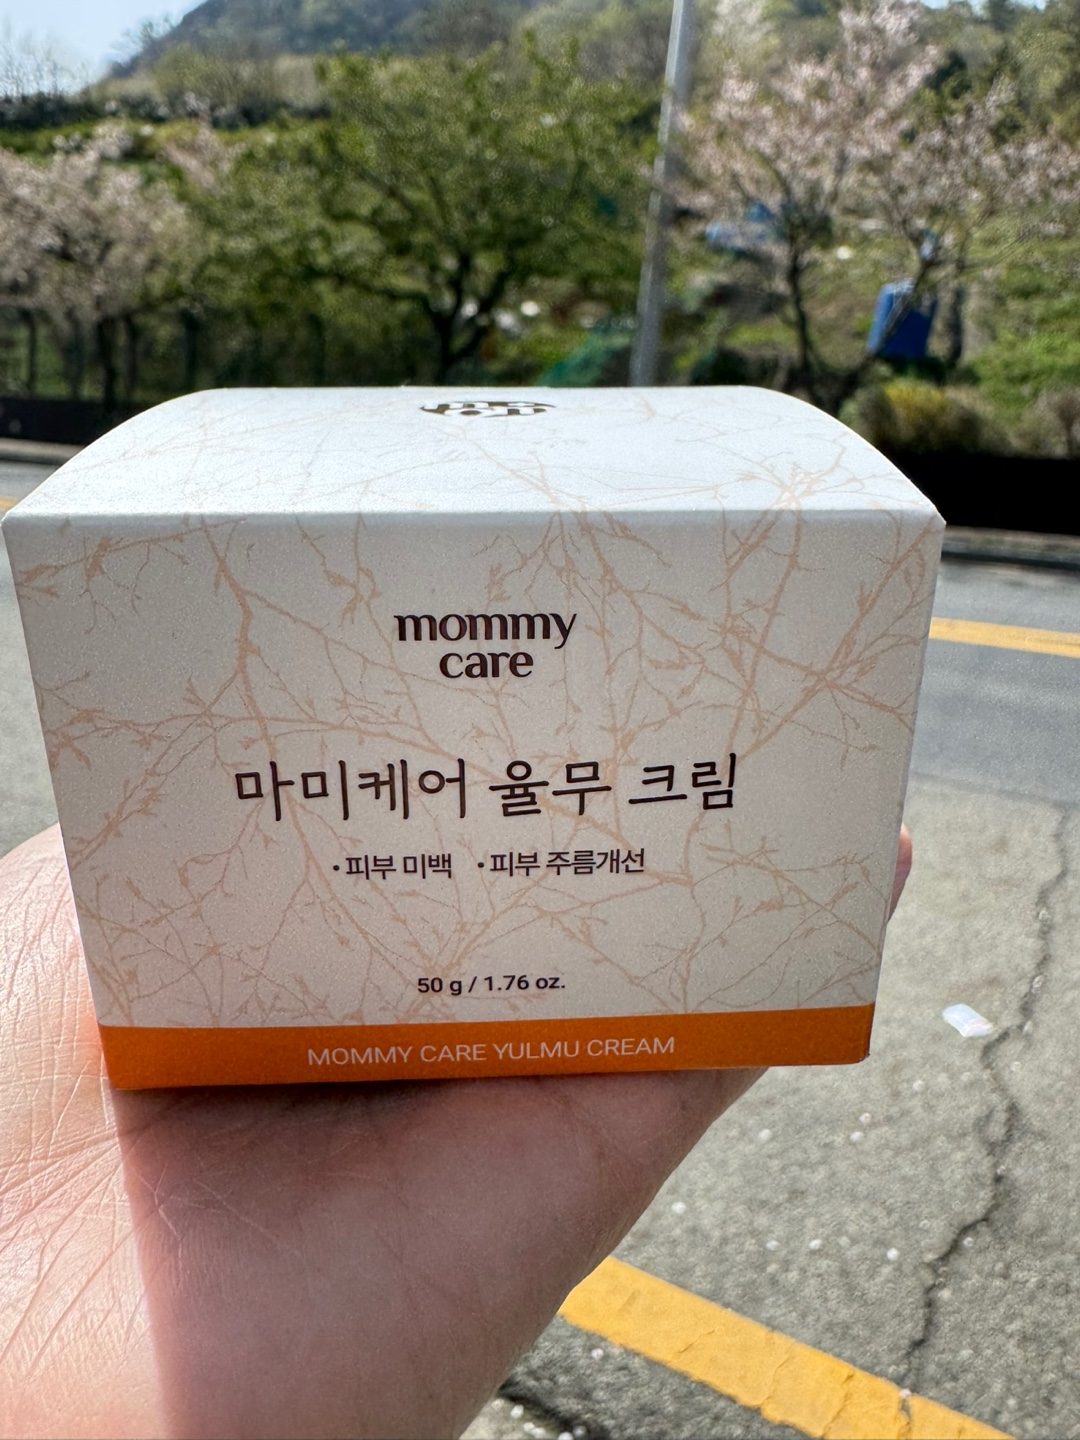 mommy
care
마미케어 율무 크림
•피부 미백 •피부 주름개선
50 g / 1.76 oz.
MOMMY CARE YULMU CREAM